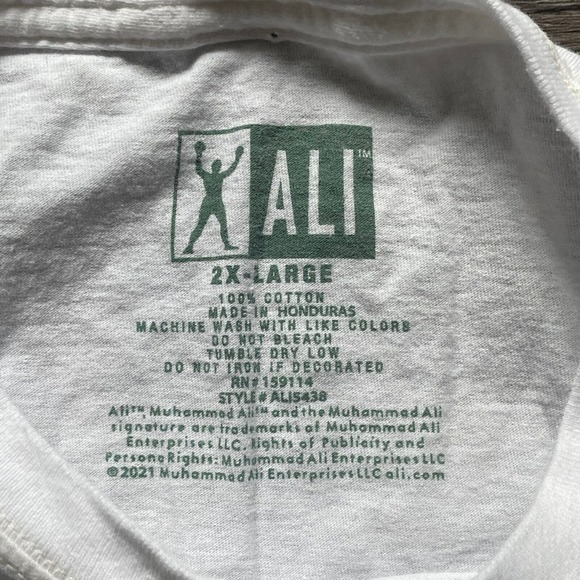 ALI™
2X-LARGE
100% COTTON
MADE IN HONDURAS
MACHINE WASH WITH LIKE COLORS
DO NOT BLEACH
TUMBLE DRY LOW
DO NOT IRON IF DECORATED
RN# 159114
STYLE# ALI5438
Ali™, Muhammad Ali™ and the Muhammad Ali
signature are trademarks of Muhammad Ali
Enterprises LLC. Rights of Publicity and
Persona Rights: Muhammad Ali Enterprises LLC
©2021 Muhammad Ali Enterprises LLC ali.com